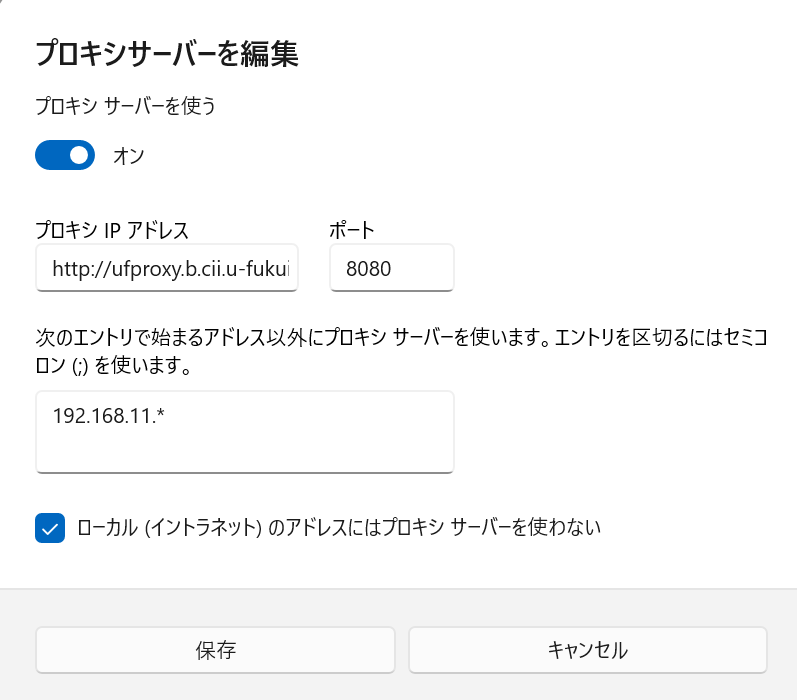 プロキシサーバーを編集
プロキシ サーバーを使う
オン
プロキシ IP アドレス
ポート
http://ufproxy.b.cii.u-fukui
8080
次のエントリで始まるアドレス以外にプロキシ サーバーを使います。エントリを区切るにはセミコ
ロン (;) を使います。
192.168.11.*
ローカル (イントラネット) のアドレスにはプロキシ サーバーを使わない
保存
キャンセル